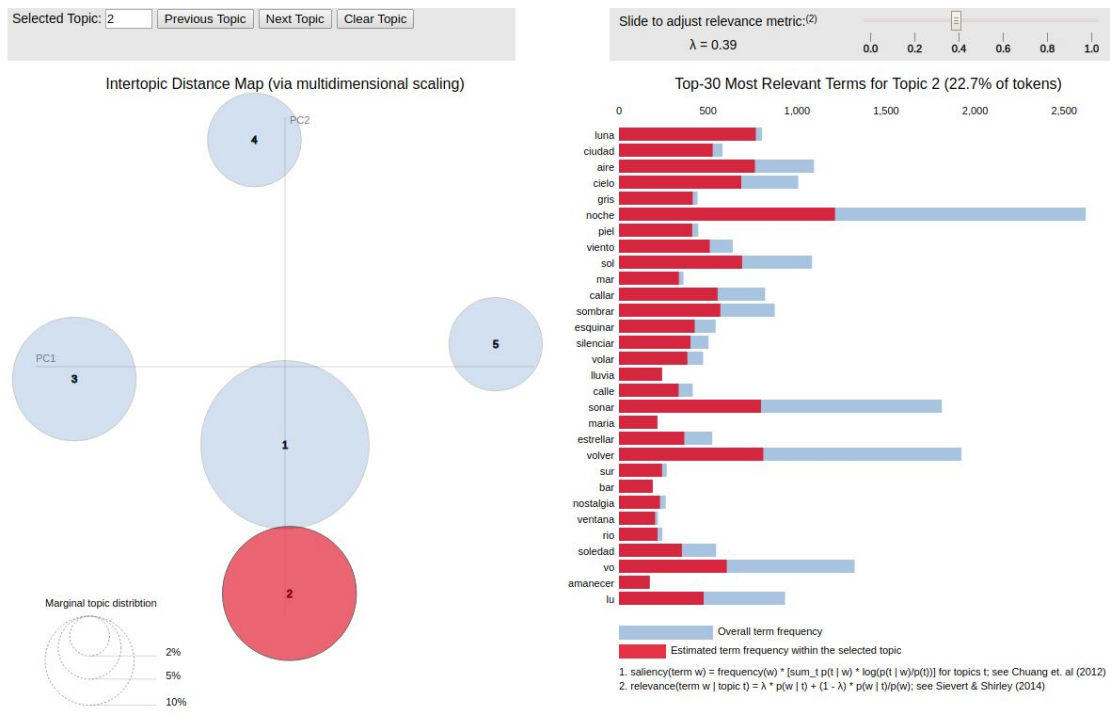 Selected Topic: 2 Previous Topic Next Topic Clear Topic
Slide to adjust relevance metric:(2)
λ = 0.39
0.0 0.2 0.4 0.6 0.8 1.0
Intertopic Distance Map (via multidimensional scaling)
PC2
4
5
PC1
3
1
2
Marginal topic distribtion
2%
5%
10%
Top-30 Most Relevant Terms for Topic 2 (22.7% of tokens)
0 500 1,000 1,500 2,000 2,500
luna
ciudad
aire
cielo
gris
noche
piel
viento
sol
mar
callar
sombrar
esquinar
silenciar
volar
lluvia
calle
sonar
maria
estrellar
volver
sur
bar
nostalgia
ventana
rio
soledad
vo
amanecer
lu
Overall term frequency
Estimated term frequency within the selected topic
1. saliency(term w) = frequency(w) * [sum_t p(t | w) * log(p(t | w)/p(t))] for topics t; see Chuang et. al (2012)
2. relevance(term w | topic t) = λ * p(w | t) + (1 - λ) * p(w | t)/p(w); see Sievert & Shirley (2014)